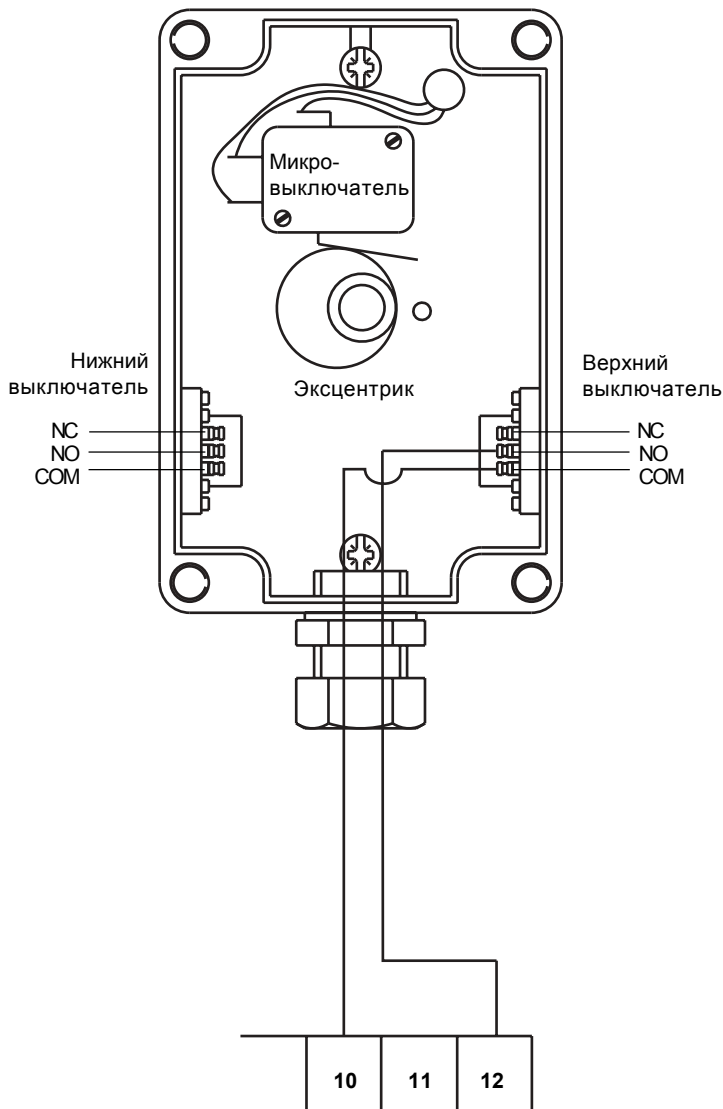 Микро-
выключатель
Нижний
выключатель
Эксцентрик
Верхний
выключатель
NC
NO
COM
NC
NO
COM
10
11
12